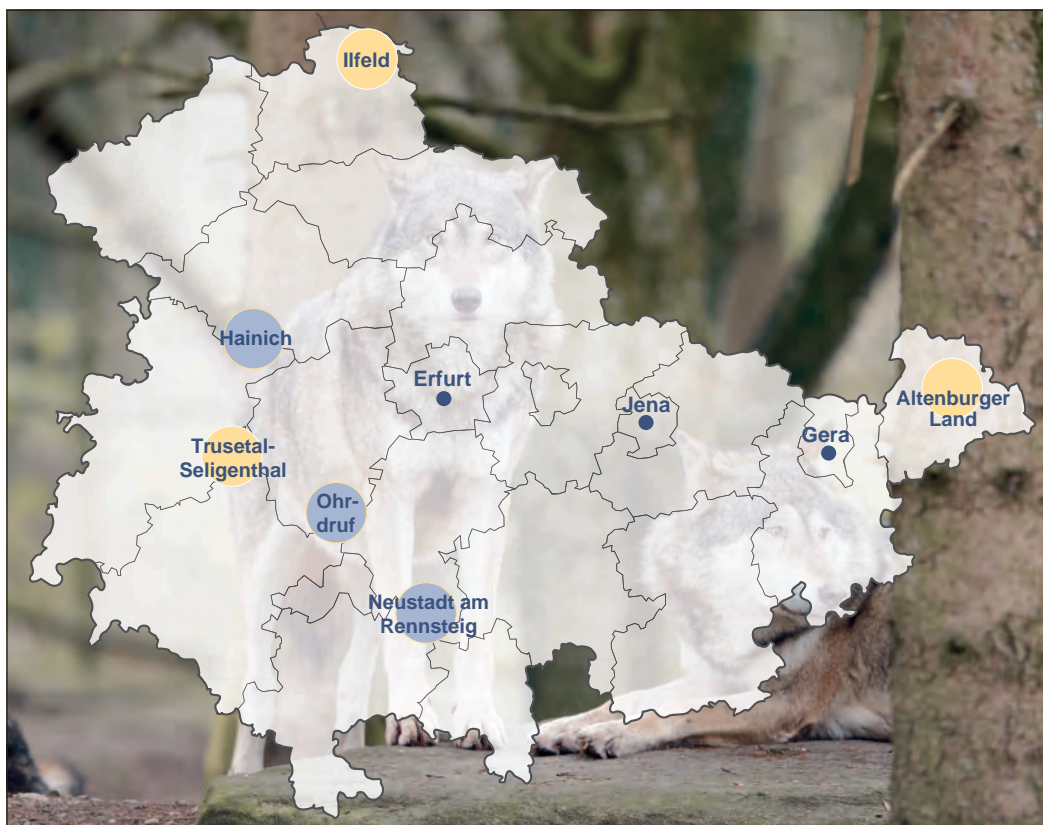 Ilfeld
Hainich
Erfurt
Jena
Altenburger
Land
Gera
Trusetal-
Seligenthal
Ohr-
druf
Neustadt am
Rennsteig